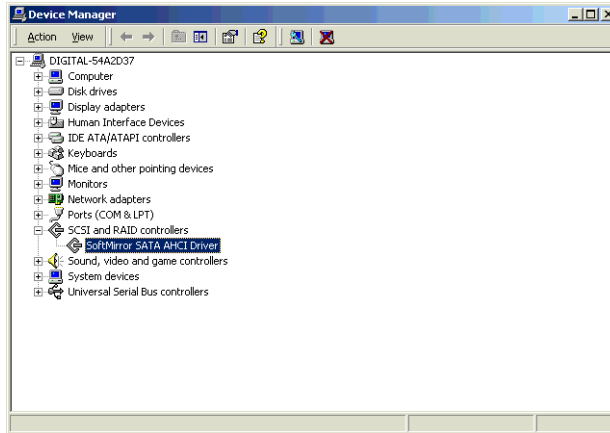 Device Manager
Action View
DIGITAL-54A2D37
Computer
Disk drives
Display adapters
Human Interface Devices
IDE ATA/ATAPI controllers
Keyboards
Mice and other pointing devices
Monitors
Network adapters
Ports (COM & LPT)
SCSI and RAID controllers
SoftMirror SATA AHCI Driver
Sound, video and game controllers
System devices
Universal Serial Bus controllers